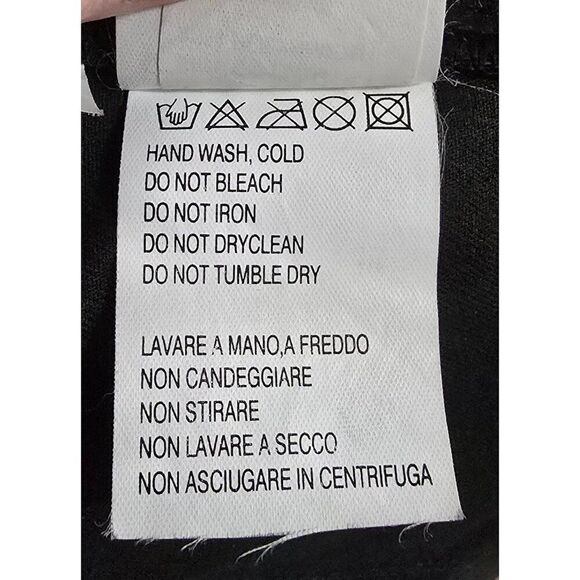 HAND WASH, COLD
DO NOT BLEACH
DO NOT IRON
DO NOT DRYCLEAN
DO NOT TUMBLE DRY
LAVARE A MANO,A FREDDO
NON CANDEGGIARE
NON STIRARE
NON LAVARE A SECCO
NON ASCIUGARE IN CENTRIFUGA